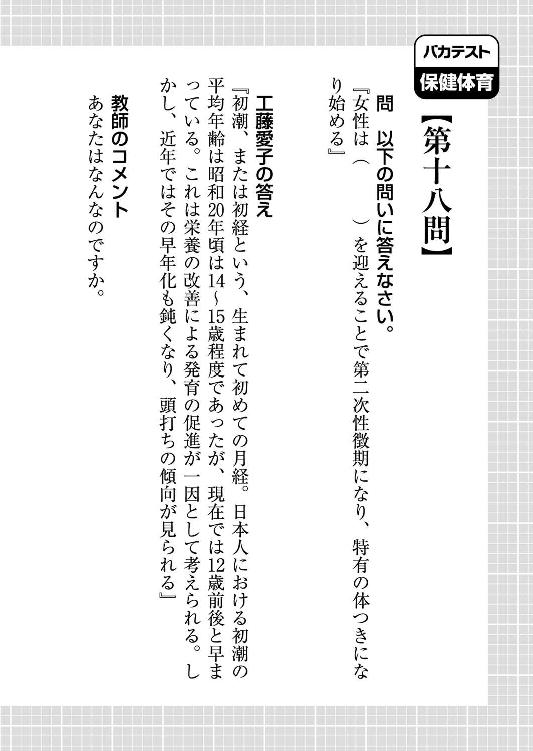 バカテスト
保健体育
【第十八問】
問　以下の問いに答えなさい。
『女性は（　　　）を迎えることで第二次性徴期になり、特有の体つきにな
り始める』
工藤愛子の答え
『初潮、または初経という、生まれて初めての月経。日本人における初潮の
平均年齢は昭和20年頃は14～15歳程度であったが、現在では12歳前後と早ま
っている。これは栄養の改善による発育の促進が一因として考えられる。し
かし、近年ではその早年化も鈍くなり、頭打ちの傾向が見られる』
教師のコメント
あなたはなんなのですか。